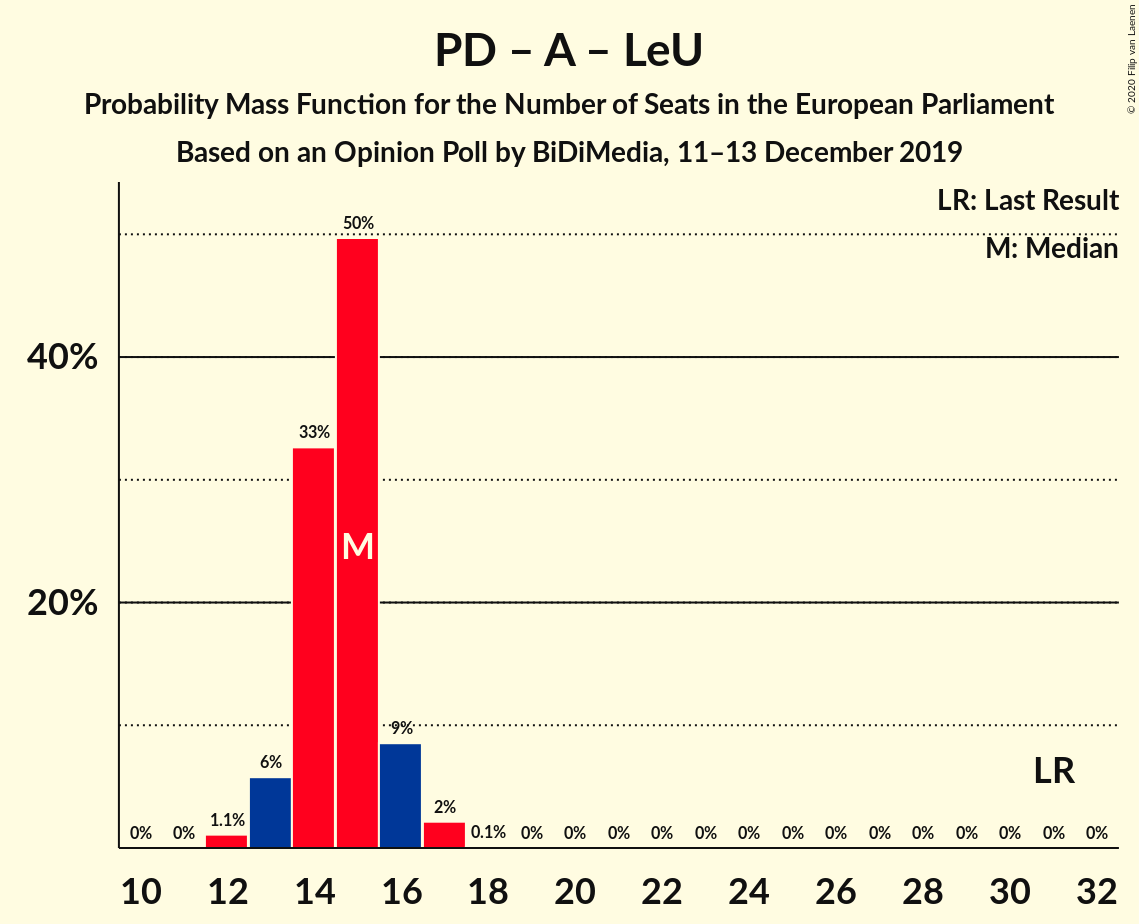 PD – A – LeU
Probability Mass Function for the Number of Seats in the European Parliament
Based on an Opinion Poll by BiDiMedia, 11–13 December 2019
© 2020 Filip van Laenen
LR: Last Result
M: Median
40%
20%
0%
0%
1.1%
6%
33%
50%
M
9%
2%
0.1%
0%
0%
0%
0%
0%
0%
0%
0%
0%
0%
0%
0%
0%
0%
LR
10 12 14 16 18 20 22 24 26 28 30 32